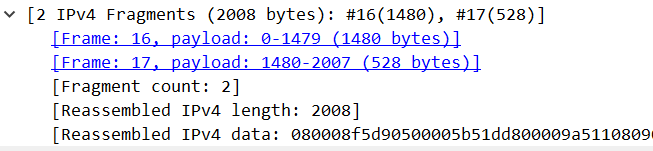 [2 IPv4 Fragments (2008 bytes): #16(1480), #17(528)]
[Frame: 16, payload: 0-1479 (1480 bytes)]
[Frame: 17, payload: 1480-2007 (528 bytes)]
[Fragment count: 2]
[Reassembled IPv4 length: 2008]
[Reassembled IPv4 data: 080008f5d90500005b51dd800009a5110809